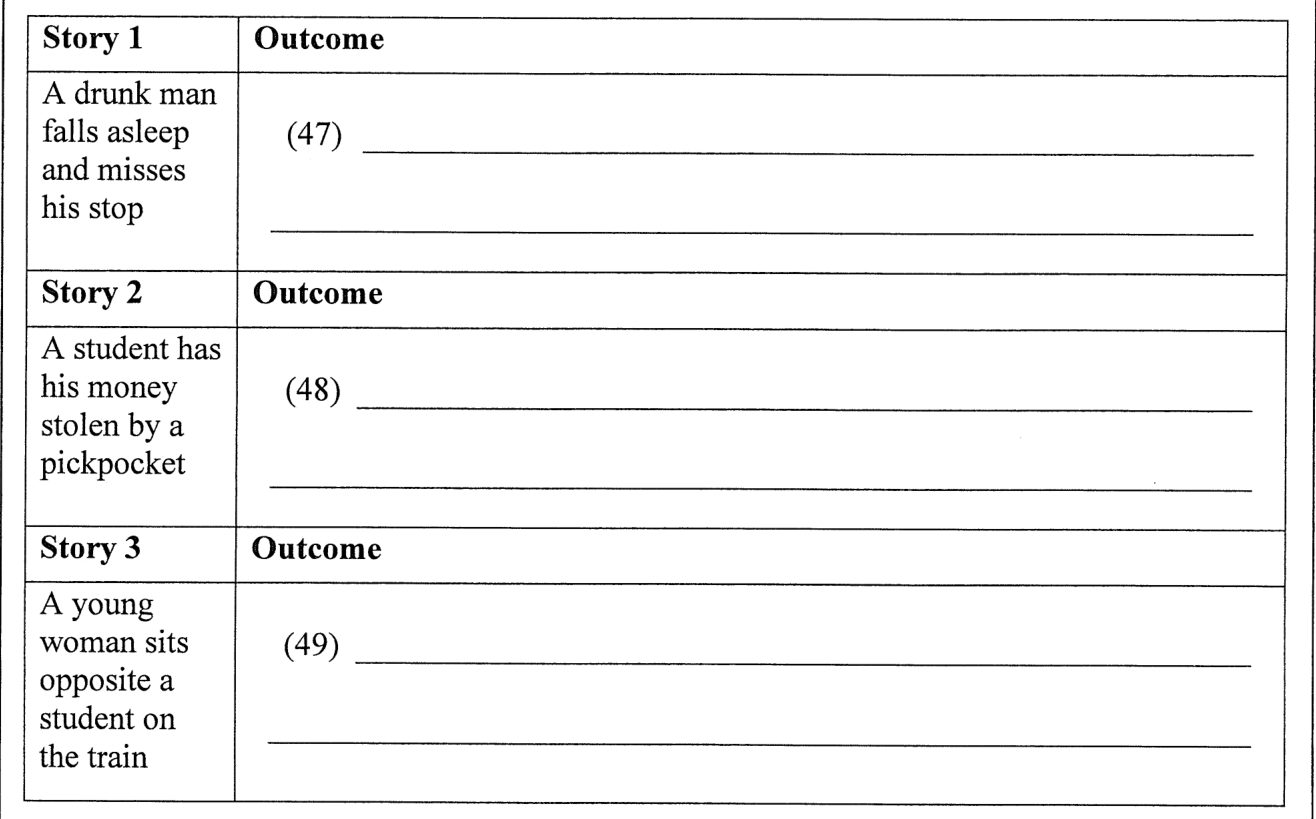 Story 1 Outcome
A drunk man
falls asleep
and misses
his stop
(47)
Story 2 Outcome
A student has
his money
stolen by a
pickpocket
(48)
Story 3 Outcome
A young
woman sits
opposite a
student on
the train
(49)